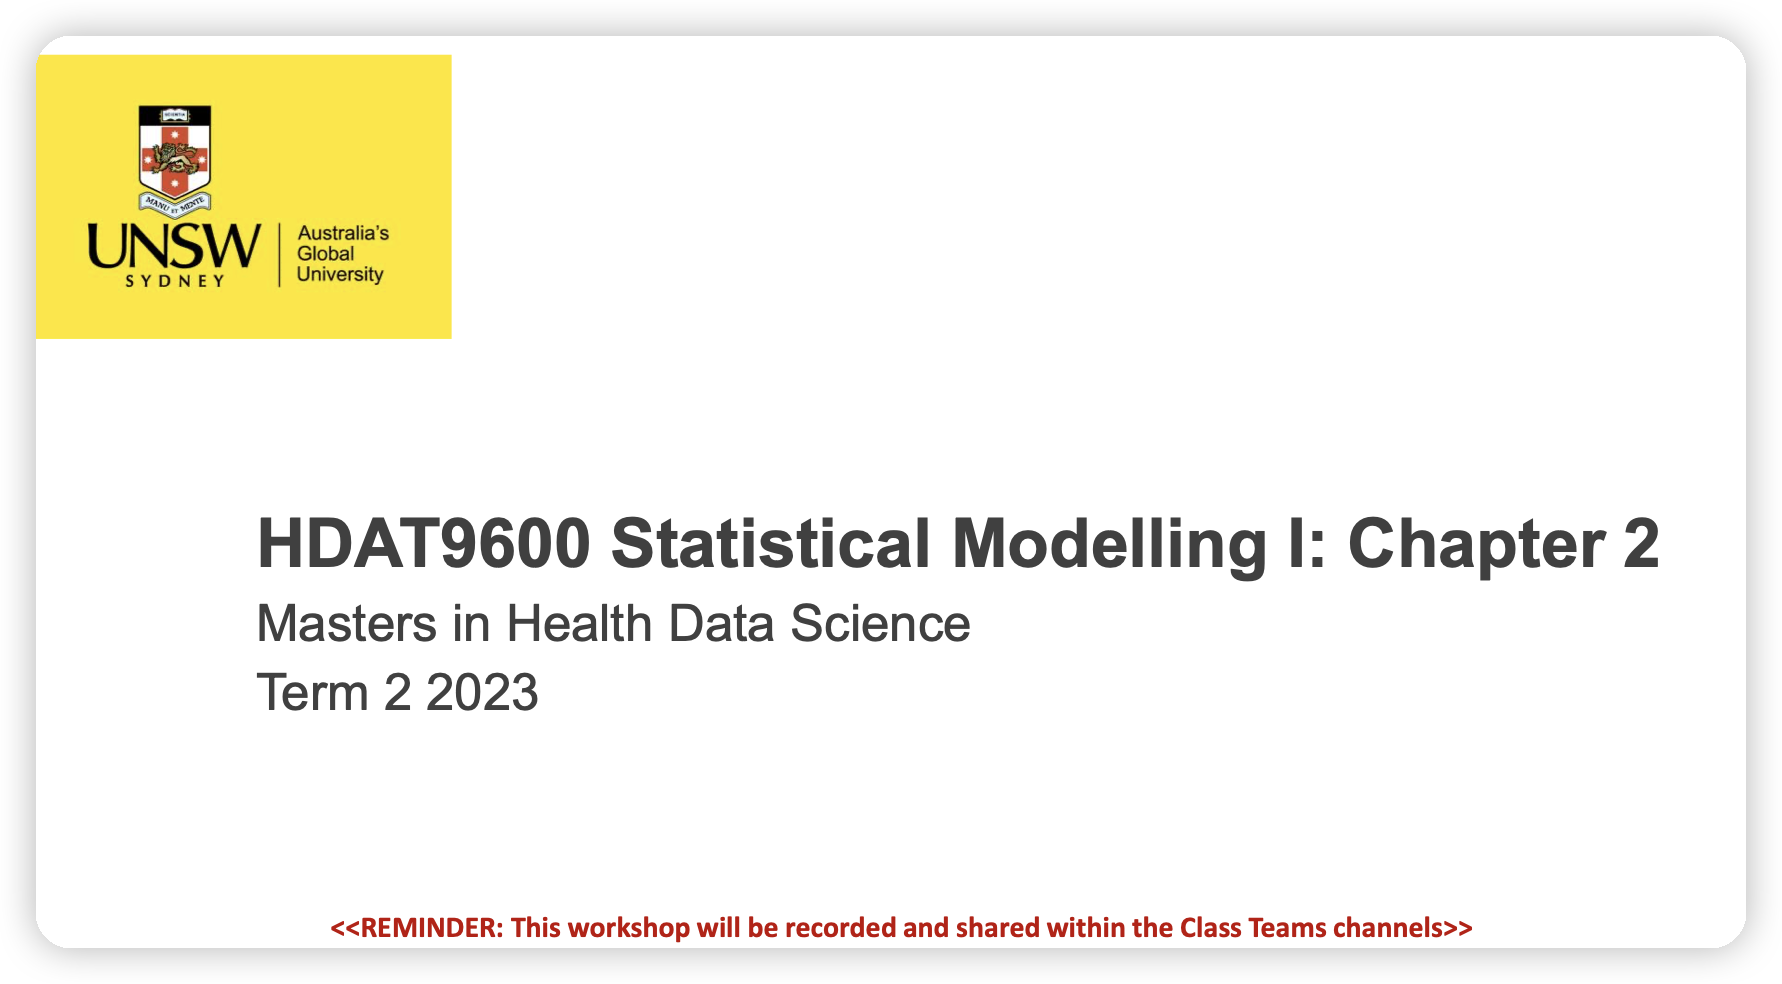 SCIENTIA
MANU ET MENTE
UNSW
SYDNEY
Australia's
Global
University
HDAT9600 Statistical Modelling I: Chapter 2
Masters in Health Data Science
Term 2 2023
<<REMINDER: This workshop will be recorded and shared within the Class Teams channels>>